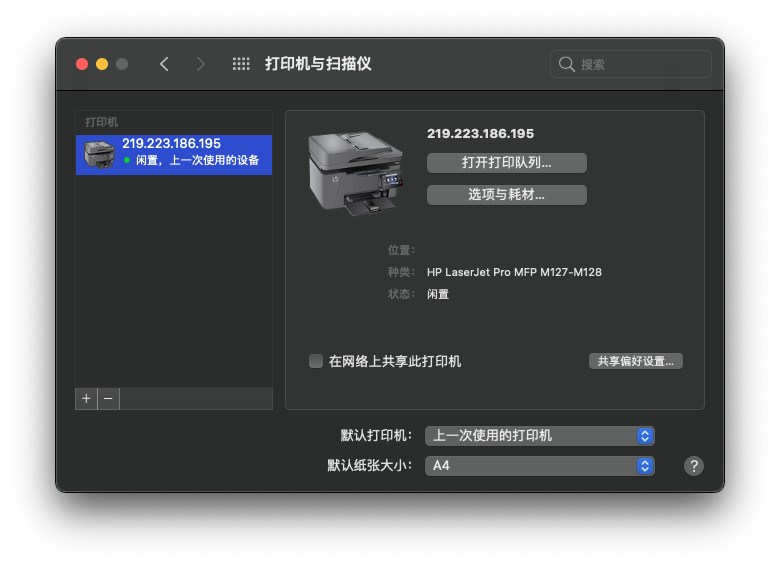 打印机与扫描仪
搜索
打印机
219.223.186.195
闲置，上一次使用的设备
219.223.186.195
打开打印队列...
选项与耗材...
位置：
种类： HP LaserJet Pro MFP M127-M128
状态： 闲置
在网络上共享此打印机
共享偏好设置...
+ −
默认打印机： 上一次使用的打印机
默认纸张大小： A4
?